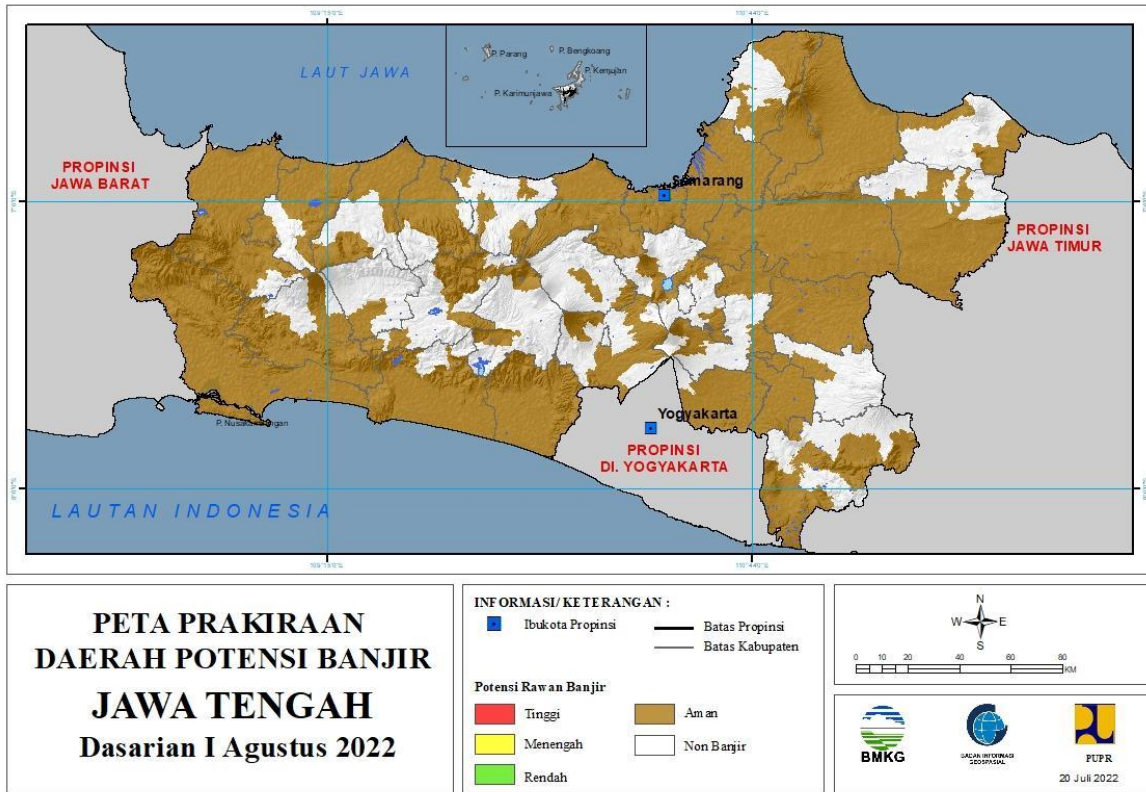 LAUT JAWA
P. Parang
P. Bengkoang
P. Kemujan
P. Karimunjawa
PROPINSI
JAWA BARAT
Semarang
PROPINSI
JAWA TIMUR
Yogyakarta
PROPINSI
DI. YOGYAKARTA
LAUTAN INDONESIA
PETA PRAKIRAAN
DAERAH POTENSI BANJIR
JAWA TENGAH
Dasarian I Agustus 2022
INFORMASI/ KETERANGAN :
Ibukota Propinsi
Batas Propinsi
Batas Kabupaten
Potensi Rawan Banjir
Tinggi
Aman
Menengah
Non Banjir
Rendah
N
W E
S
0 10 20 40 60 80
KM
BMKG
BADAN INFORMASI
GEOSPASIAL
PUPR
20 Juli 2022